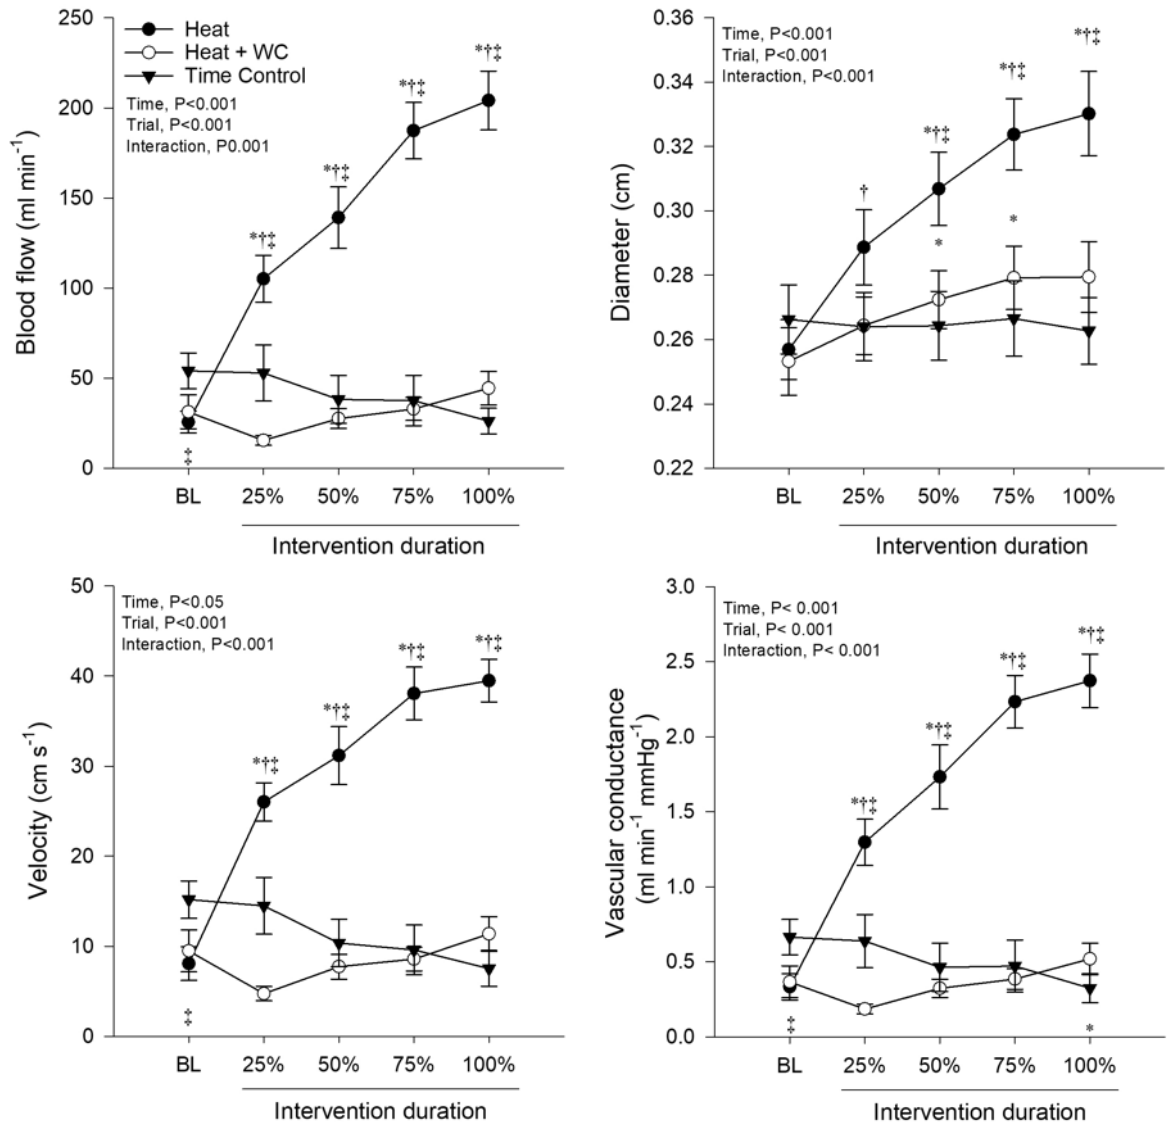 Blood flow (ml min⁻¹)
250
200
150
100
50
0
Heat
Heat + WC
Time Control
Time, P<0.001
Trial, P<0.001
Interaction, P0.001
*†‡
*†‡
*†‡
*†‡
‡
BL 25% 50% 75% 100%
Intervention duration
Diameter (cm)
0.36
0.34
0.32
0.30
0.28
0.26
0.24
0.22
Time, P<0.001
Trial, P<0.001
Interaction, P<0.001
*†‡
*†‡
*†‡
†
*
*
BL 25% 50% 75% 100%
Intervention duration
Velocity (cm s⁻¹)
50
40
30
20
10
0
Time, P<0.05
Trial, P<0.001
Interaction, P<0.001
*†‡
*†‡
*†‡
*†‡
‡
BL 25% 50% 75% 100%
Intervention duration
Vascular conductance
(ml min⁻¹ mmHg⁻¹)
3.0
2.5
2.0
1.5
1.0
0.5
0.0
Time, P< 0.001
Trial, P< 0.001
Interaction, P< 0.001
*†‡
*†‡
*†‡
*†‡
‡
*
BL 25% 50% 75% 100%
Intervention duration